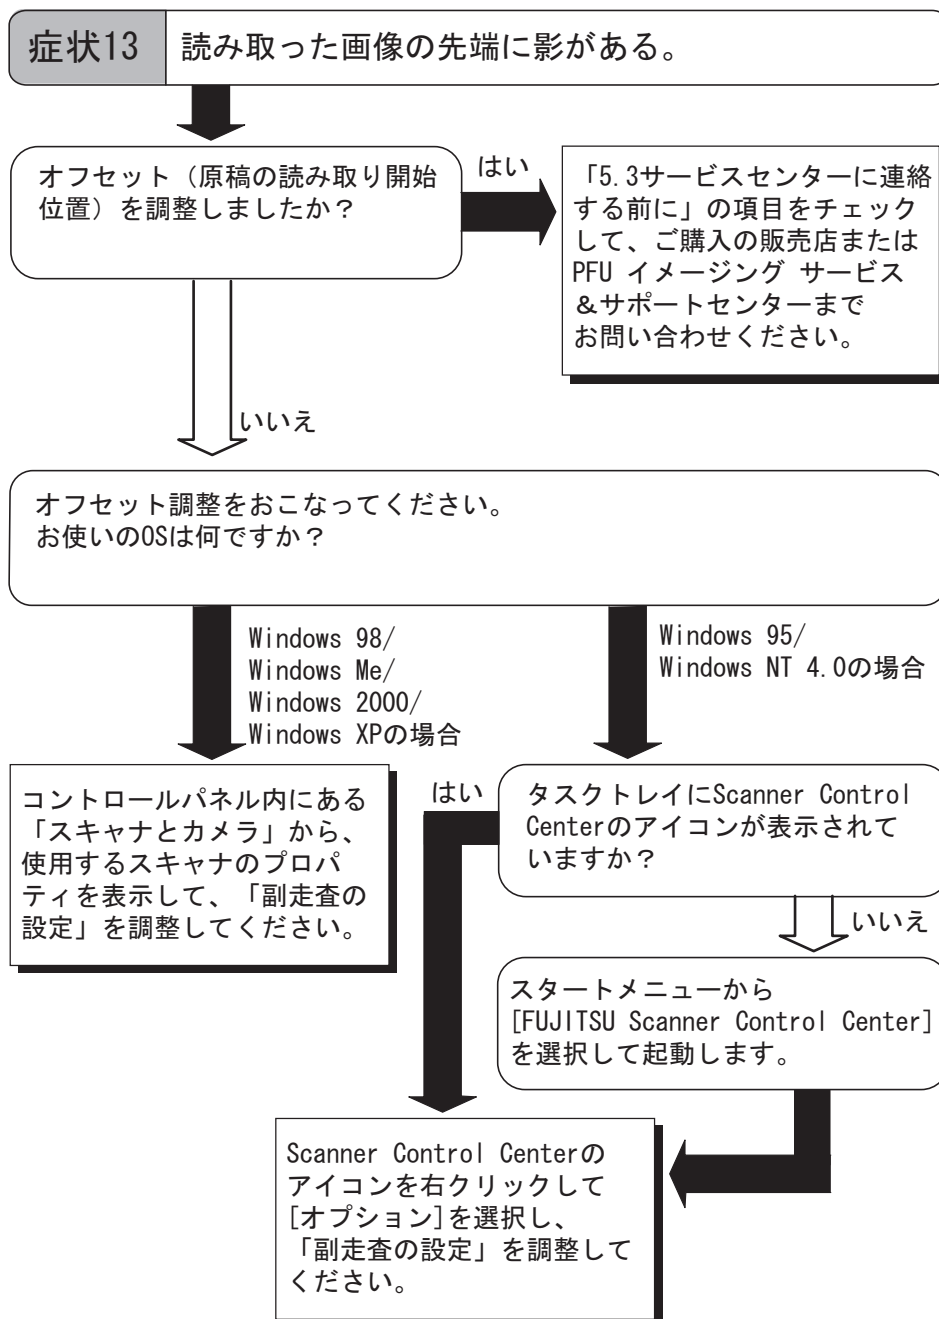 症状13
読み取った画像の先端に影がある。
オフセット（原稿の読み取り開始
位置）を調整しましたか？
はい
「5.3サービスセンターに連絡
する前に」の項目をチェック
して、ご購入の販売店または
PFU イメージング サービス
＆サポートセンターまで
お問い合わせください。
いいえ
オフセット調整をおこなってください。
お使いのOSは何ですか？
Windows 98/
Windows Me/
Windows 2000/
Windows XPの場合
Windows 95/
Windows NT 4.0の場合
コントロールパネル内にある
「スキャナとカメラ」から、
使用するスキャナのプロパ
ティを表示して、「副走査の
設定」を調整してください。
はい
タスクトレイにScanner Control
Centerのアイコンが表示されて
いますか？
いいえ
スタートメニューから
[FUJITSU Scanner Control Center]
を選択して起動します。
Scanner Control Centerの
アイコンを右クリックして
[オプション]を選択し、
「副走査の設定」を調整して
ください。